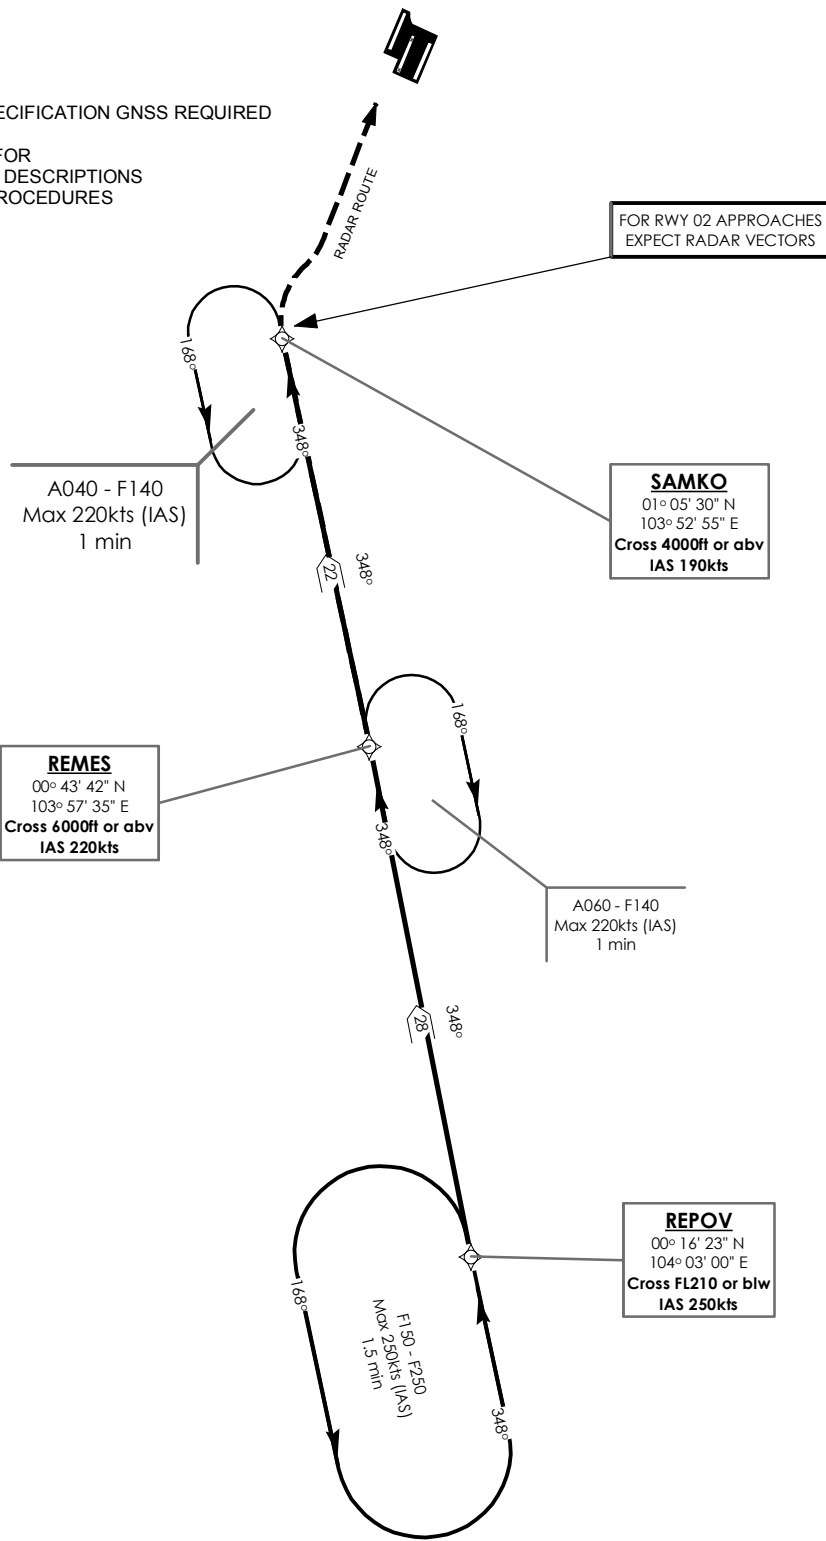 ECIFICATION GNSS REQUIRED
FOR
DESCRIPTIONS
ROCEDURES
RADAR ROUTE
FOR RWY 02 APPROACHES
EXPECT RADAR VECTORS
168°
348°
A040 - F140
Max 220kts (IAS)
1 min
SAMKO
01° 05' 30" N
103° 52' 55" E
Cross 4000ft or abv
IAS 190kts
22
348°
168°
REMES
00° 43' 42" N
103° 57' 35" E
Cross 6000ft or abv
IAS 220kts
348°
A060 - F140
Max 220kts (IAS)
1 min
28
348°
REPOV
00° 16' 23" N
104° 03' 00" E
Cross FL210 or blw
IAS 250kts
168°
F150 - F250
Max 250kts (IAS)
1.5 min
348°